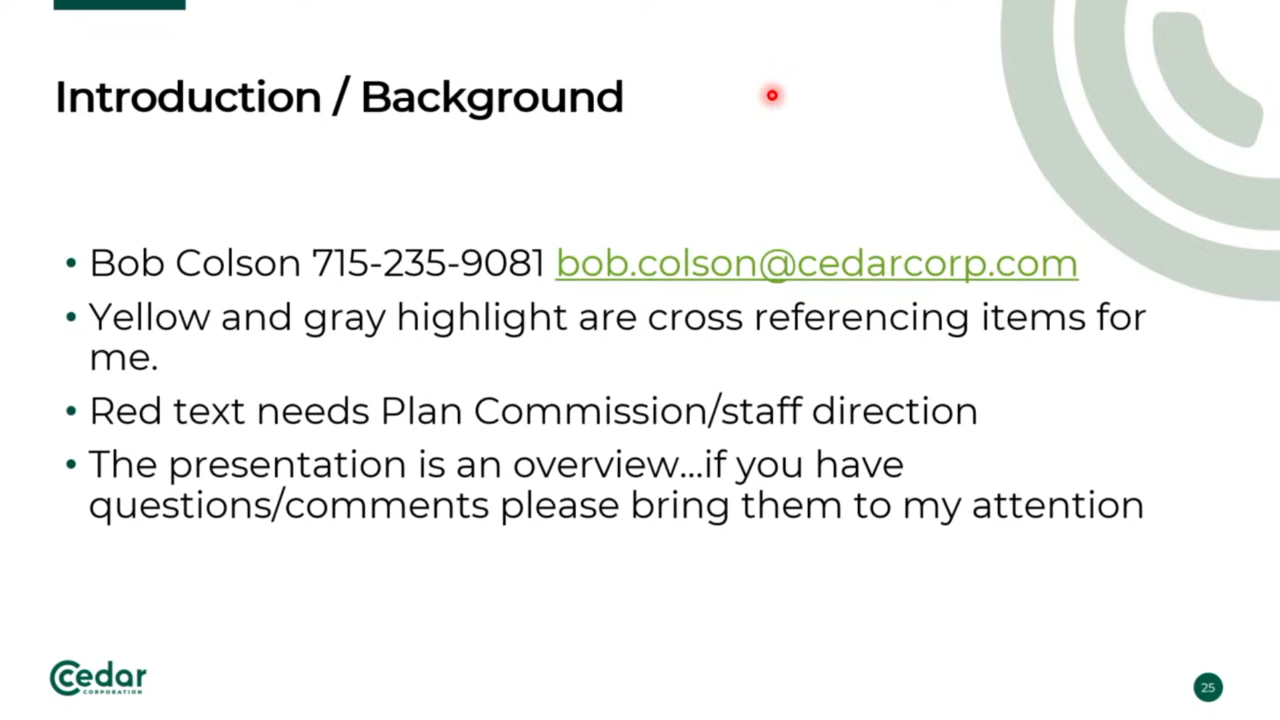 Introduction / Background
• Bob Colson 715-235-9081 bob.colson@cedarcorp.com
• Yellow and gray highlight are cross referencing items for
me.
• Red text needs Plan Commission/staff direction
• The presentation is an overview...if you have
questions/comments please bring them to my attention
Cedar
CORPORATION
25